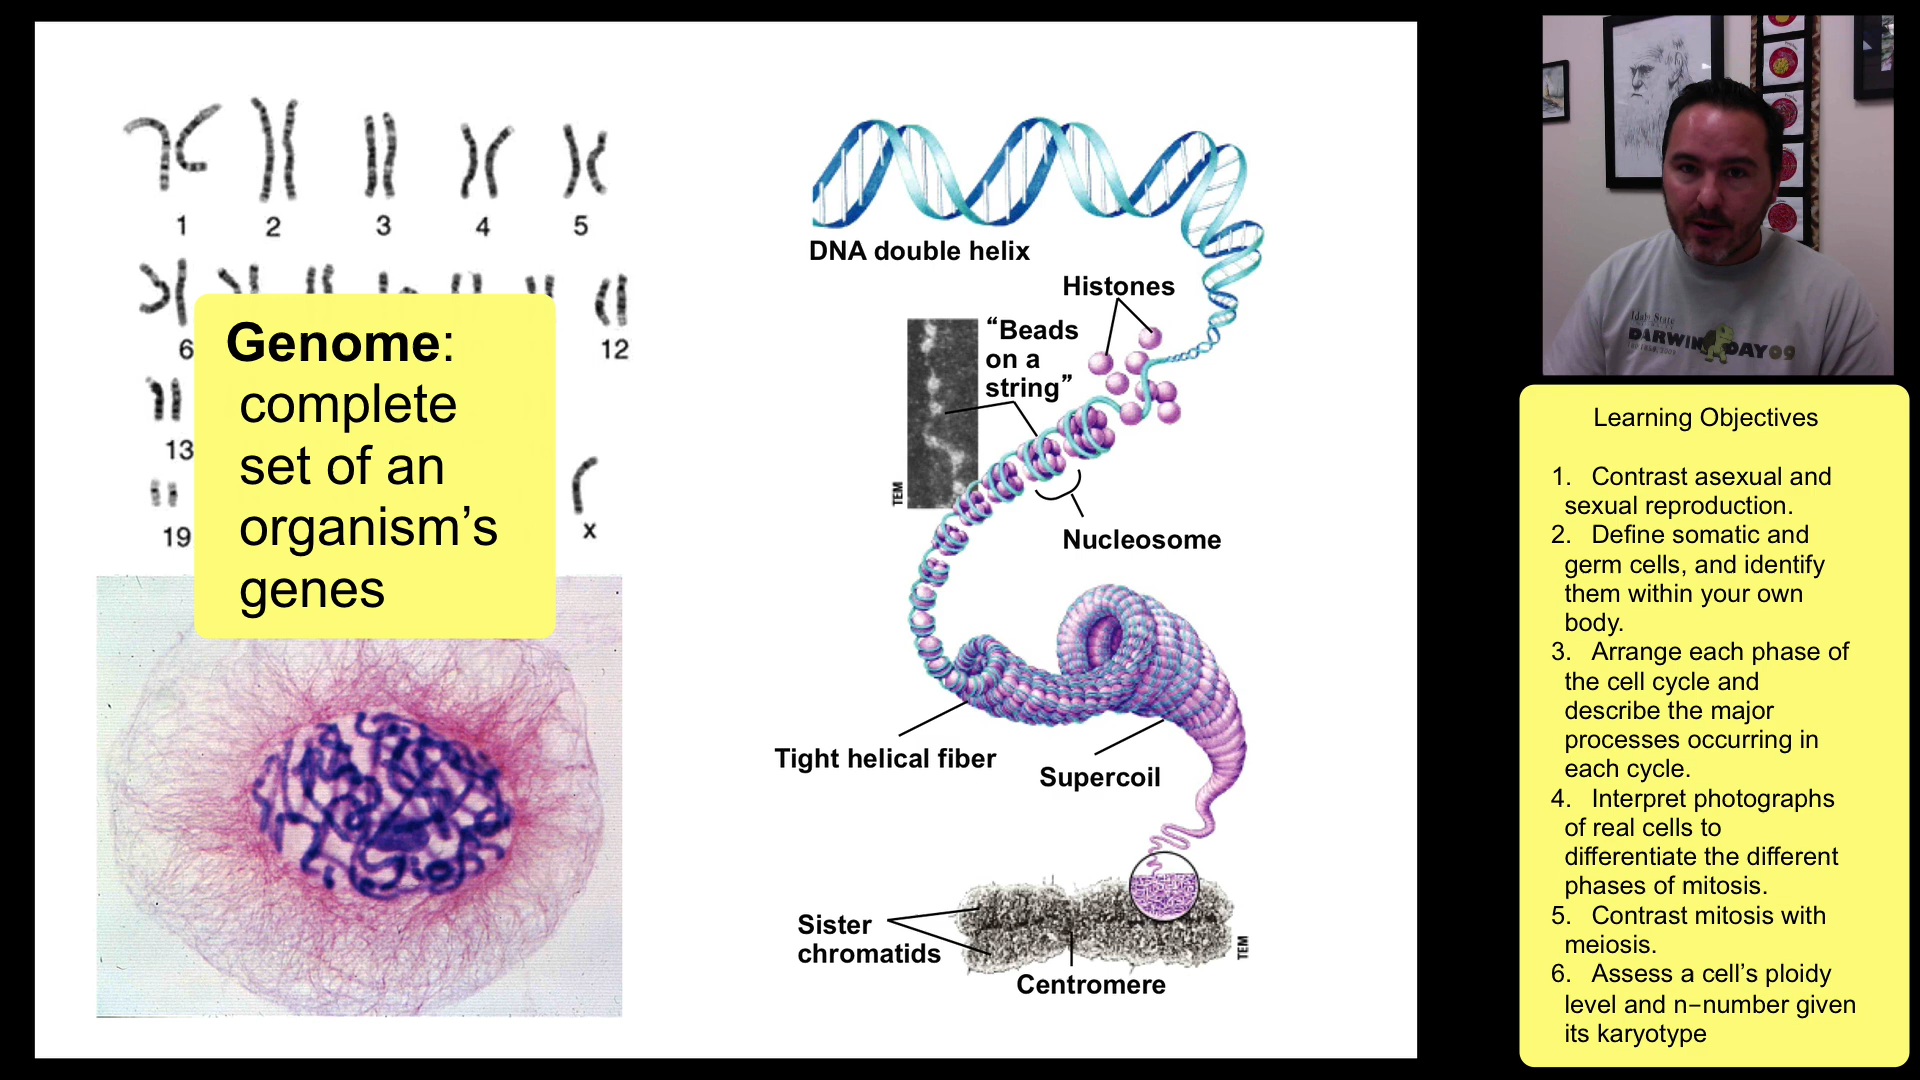 1
2
3
4
5
6
12
13
19
x
Genome:
complete
set of an
organism’s
genes
DNA double helix
Histones
“Beads
on a
string”
TEM
Nucleosome
Tight helical fiber
Supercoil
Sister
chromatids
Centromere
TEM
Idaho State
DARWIN DAY 09
Learning Objectives
1. Contrast asexual and
sexual reproduction.
2. Define somatic and
germ cells, and identify
them within your own
body.
3. Arrange each phase of
the cell cycle and
describe the major
processes occurring in
each cycle.
4. Interpret photographs
of real cells to
differentiate the different
phases of mitosis.
5. Contrast mitosis with
meiosis.
6. Assess a cell’s ploidy
level and n–number given
its karyotype